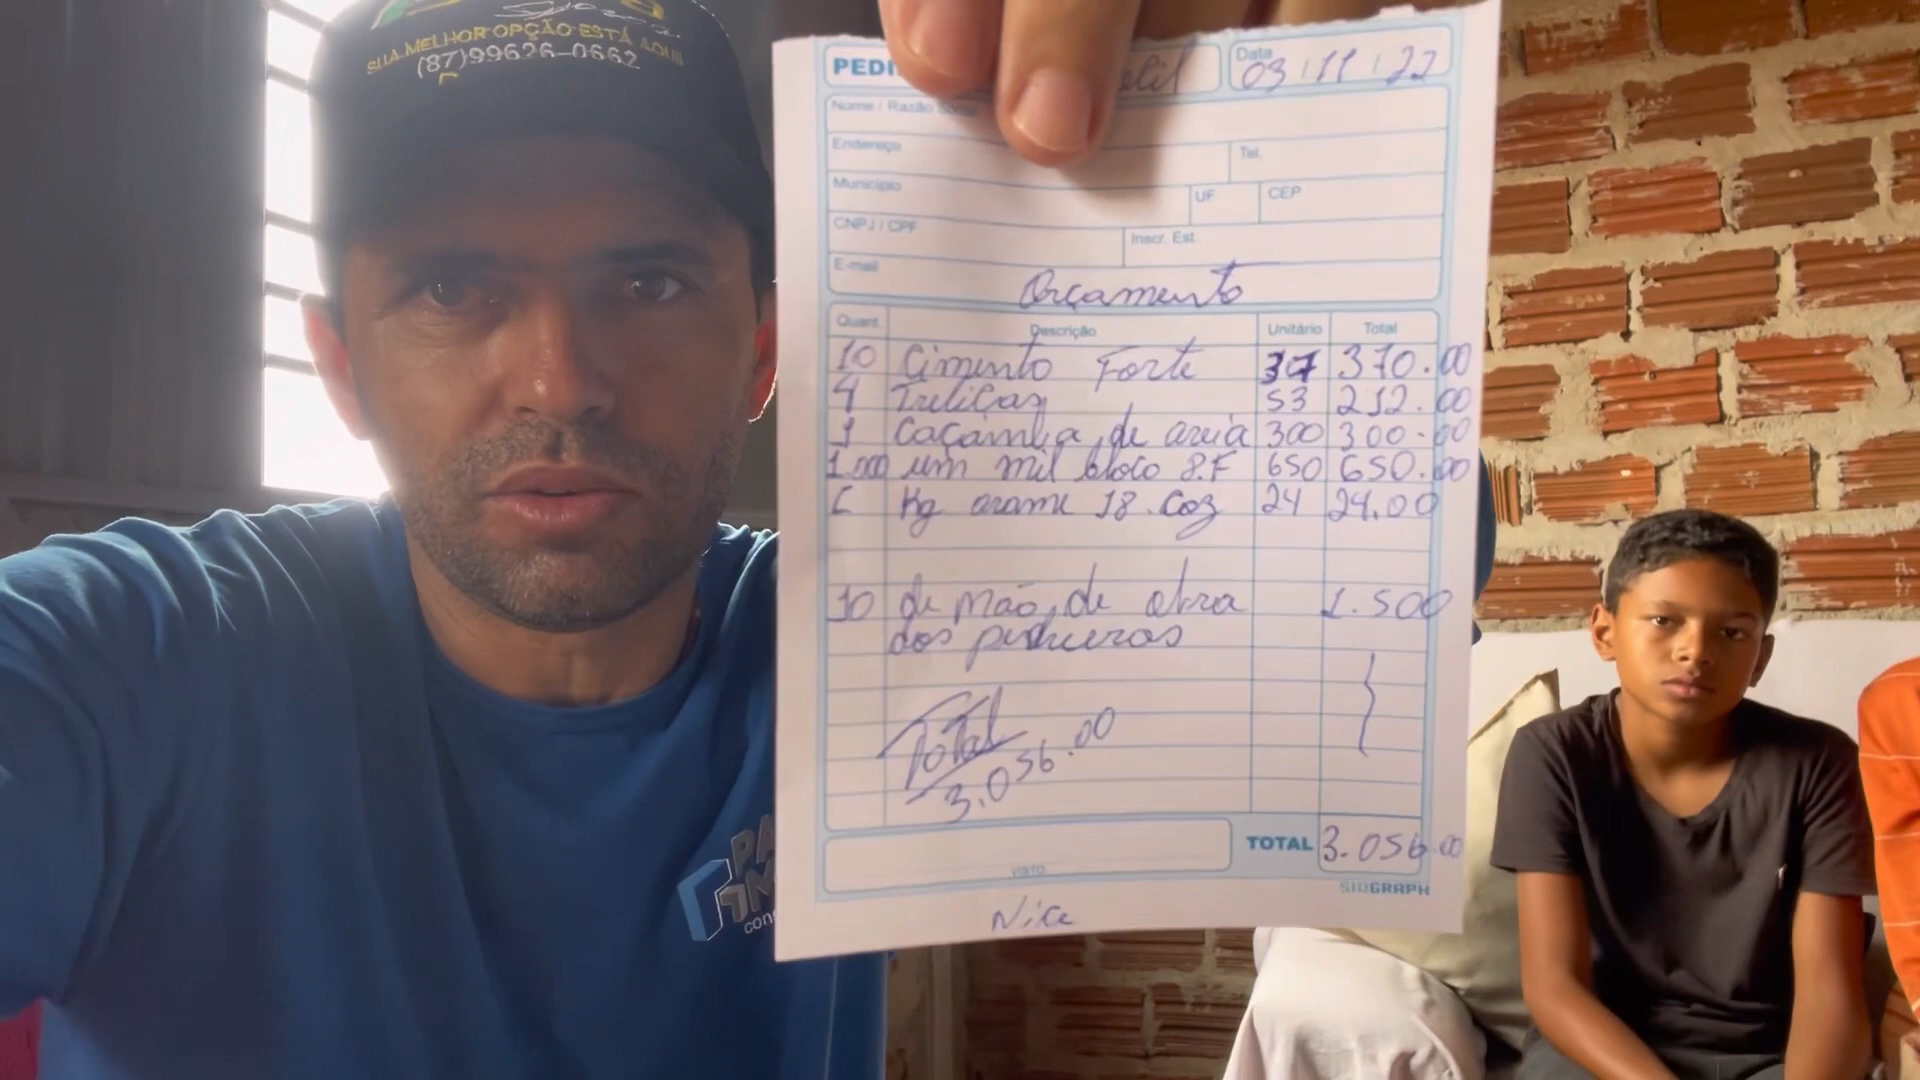 SUA MELHOR OPÇÃO ESTÁ AQUI
(87)99626-0662
PEDI
Data
03 / 11 / 22
Nome / Razão
Endereço
Tel.
Município
UF
CEP
CNPJ / CPF
Inscr. Est.
E-mail
Orçamento
Quant. Descrição Unitário Total
10 Cimento Forte 37 370.00
4 Treliças 53 212.00
1 Caçamba de areia 300 300.00
1.000 um mil bloco 8.F 650 650.00
Kg arame 18.coz 24 24.00
10 de mão de obra 1.500
dos pedreiros
Total
3.056.00
TOTAL 3.056.00
VISTO
SIDGRAPH
Nice
PA